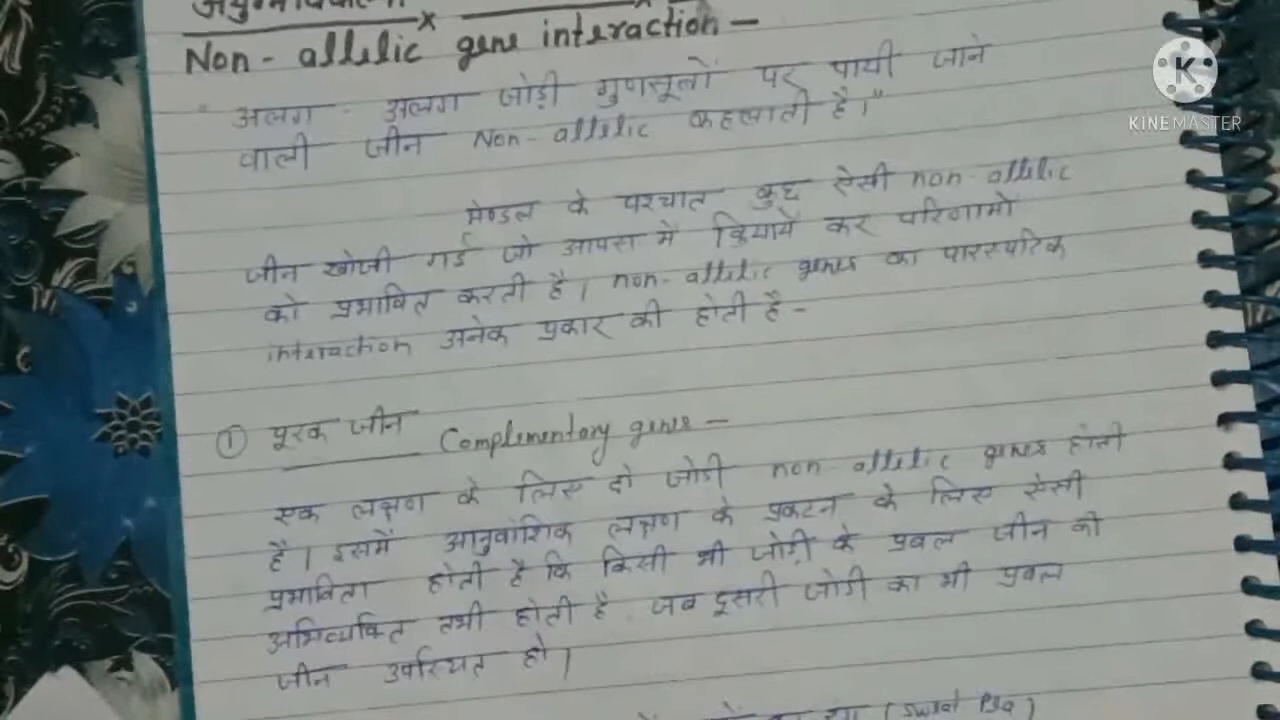 Non-allelic gene interaction -
K
KINEMASTER
"अलग-अलग जोड़ी गुणसूत्रों पर पायी जाने
वाली जीन Non-allelic कहलाती है।"
मेण्डल के पश्चात कुछ ऐसी non-allelic
जीन खोजी गई जो आपस में क्रियायें कर परिणामों
को प्रभावित करती है। non-allelic genes का पारस्परिक
interaction अनेक प्रकार की होती है -
① पूरक जीन Complementary genes -
एक लक्षण के लिए दो जोडी non allelic genes होती
है। इसमें आनुवांशिक लक्षण के प्रकटन के लिए ऐसी
प्रभाविता होती है कि किसी भी जोड़ी के प्रबल जीन की
अभिव्यक्ति तभी होती है जब दूसरी जोडी का भी प्रबल
जीन उपस्थित हो।
(Sweet Pea)